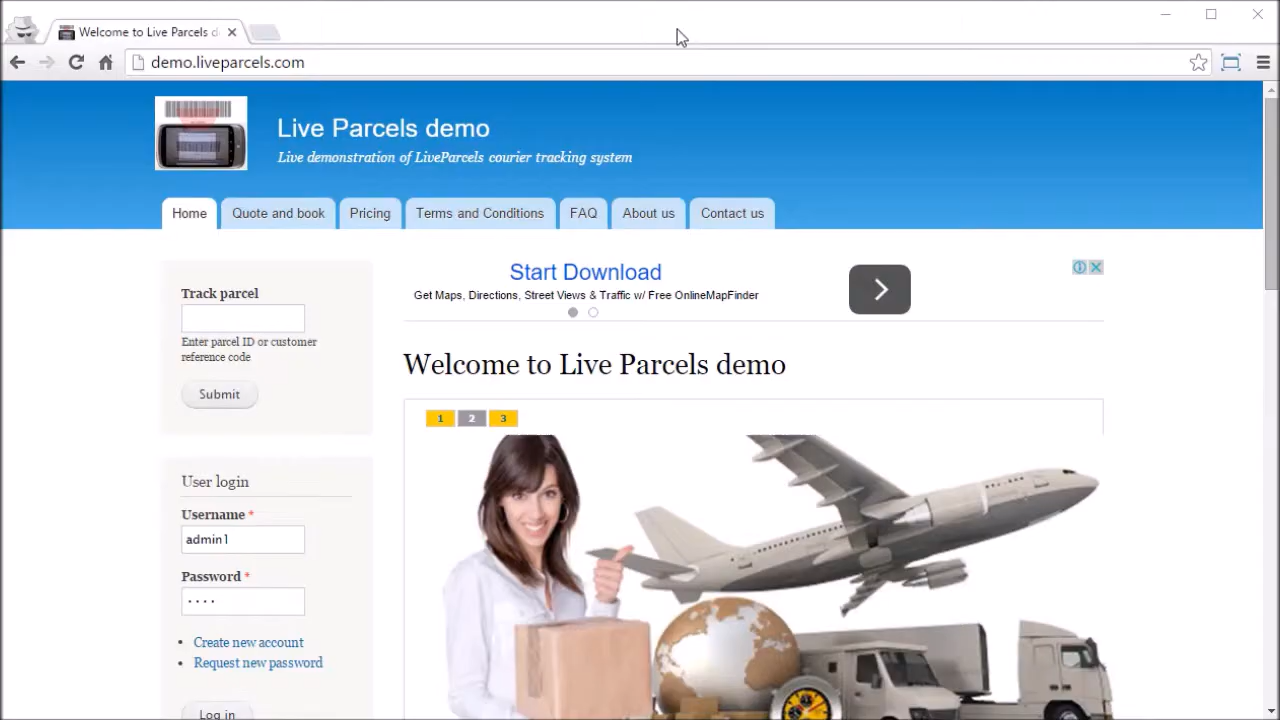 Welcome to Live Parcels d
demo.liveparcels.com
Live Parcels demo
Live demonstration of LiveParcels courier tracking system
Home
Quote and book
Pricing
Terms and Conditions
FAQ
About us
Contact us
Track parcel
Enter parcel ID or customer
reference code
Submit
User login
Username *
admin1
Password *
Create new account
Request new password
Log in
Start Download
Get Maps, Directions, Street Views & Traffic w/ Free OnlineMapFinder
Welcome to Live Parcels demo
1 2 3